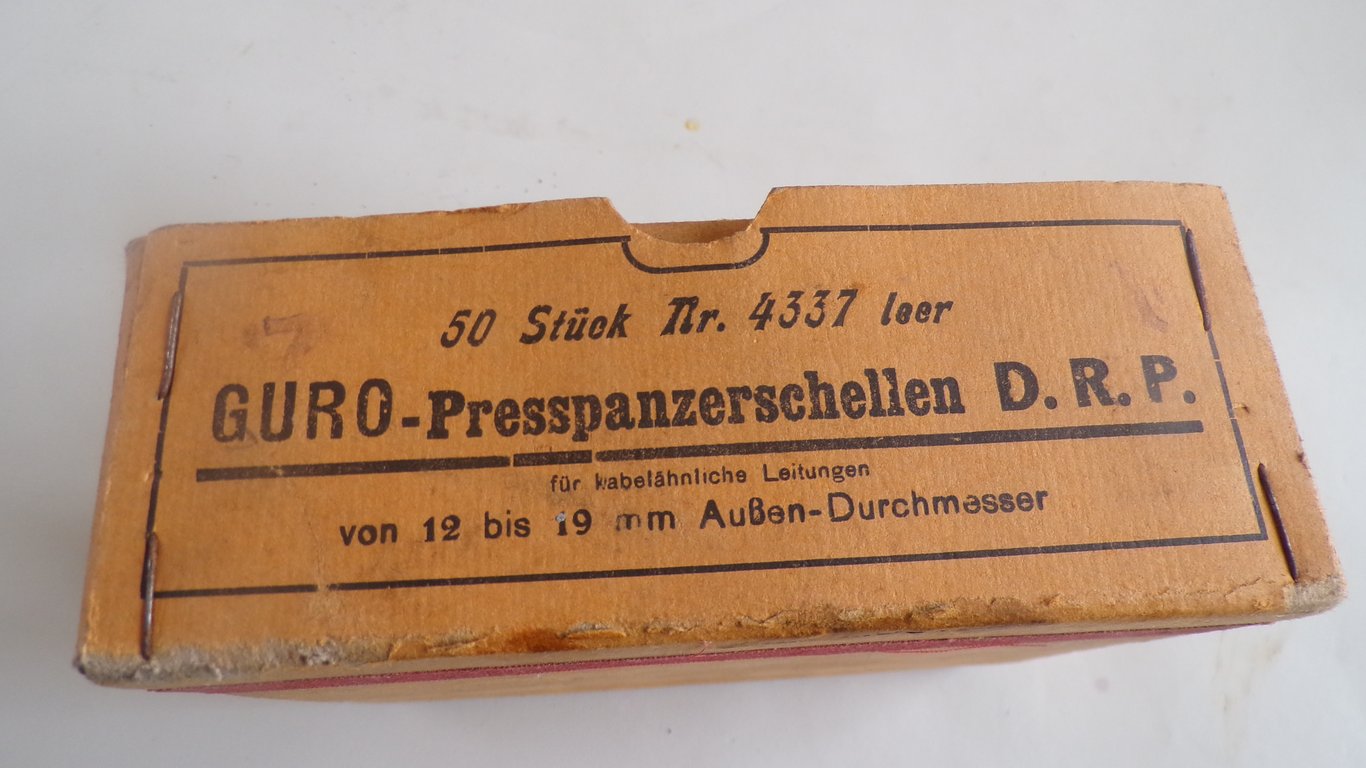 50 Stück Nr. 4337 leer
GURO-Presspanzerschellen D. R. P.
für kabelähnliche Leitungen
von 12 bis 19 mm Außen-Durchmesser